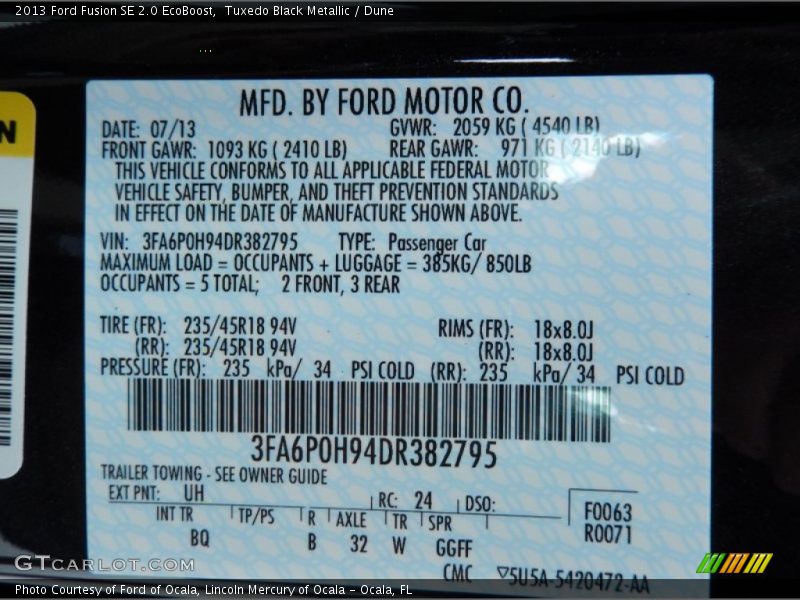 2013 Ford Fusion SE 2.0 EcoBoost, Tuxedo Black Metallic / Dune
N
MFD. BY FORD MOTOR CO.
DATE: 07/13 GVWR: 2059 KG ( 4540 LB)
FRONT GAWR: 1093 KG ( 2410 LB) REAR GAWR: 971 KG ( 2140 LB)
THIS VEHICLE CONFORMS TO ALL APPLICABLE FEDERAL MOTOR
VEHICLE SAFETY, BUMPER, AND THEFT PREVENTION STANDARDS
IN EFFECT ON THE DATE OF MANUFACTURE SHOWN ABOVE.
VIN: 3FA6P0H94DR382795 TYPE: Passenger Car
MAXIMUM LOAD = OCCUPANTS + LUGGAGE = 385KG/ 850LB
OCCUPANTS = 5 TOTAL; 2 FRONT, 3 REAR
TIRE (FR): 235/45R18 94V RIMS (FR): 18x8.0J
(RR): 235/45R18 94V (RR): 18x8.0J
PRESSURE (FR): 235 kPa/ 34 PSI COLD (RR): 235 kPa/ 34 PSI COLD
3FA6P0H94DR382795
TRAILER TOWING - SEE OWNER GUIDE
EXT PNT: UH RC: 24 DSO: F0063
INT TR TP/PS R AXLE TR SPR R0071
BQ B 32 W GGFF
CMC ▽5U5A-5420472-AA
GTCARLOT.COM
Photo Courtesy of Ford of Ocala, Lincoln Mercury of Ocala - Ocala, FL